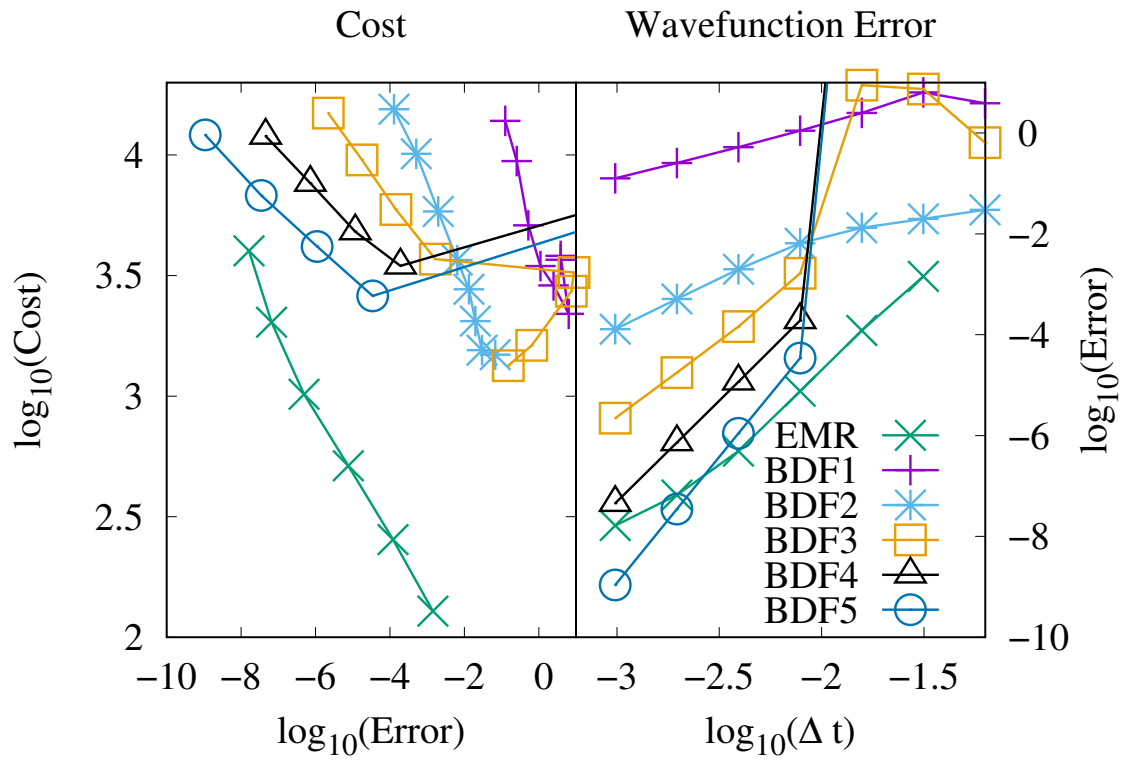 Cost
Wavefunction Error
4
3.5
3
2.5
2
log10(Cost)
−10
−8
−6
−4
−2
0
log10(Error)
0
−2
−4
−6
−8
−10
log10(Error)
−3
−2.5
−2
−1.5
log10(Δ t)
EMR
BDF1
BDF2
BDF3
BDF4
BDF5